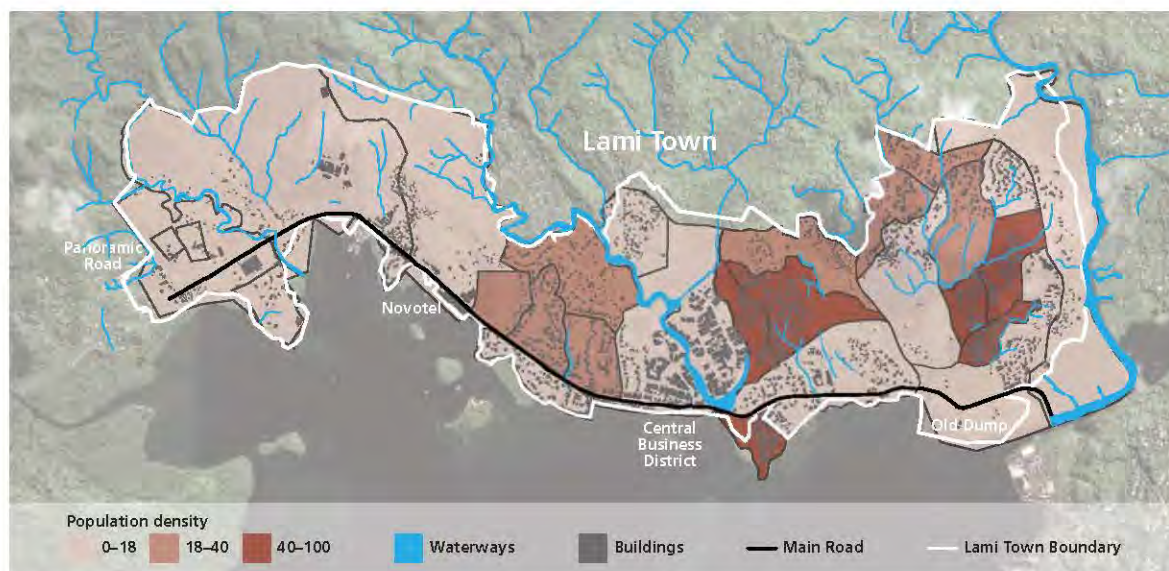 Lami Town
Panoramic
Road
Novotel
Central
Business
District
Old Dump
Population density
0–18
18–40
40–100
Waterways
Buildings
Main Road
Lami Town Boundary